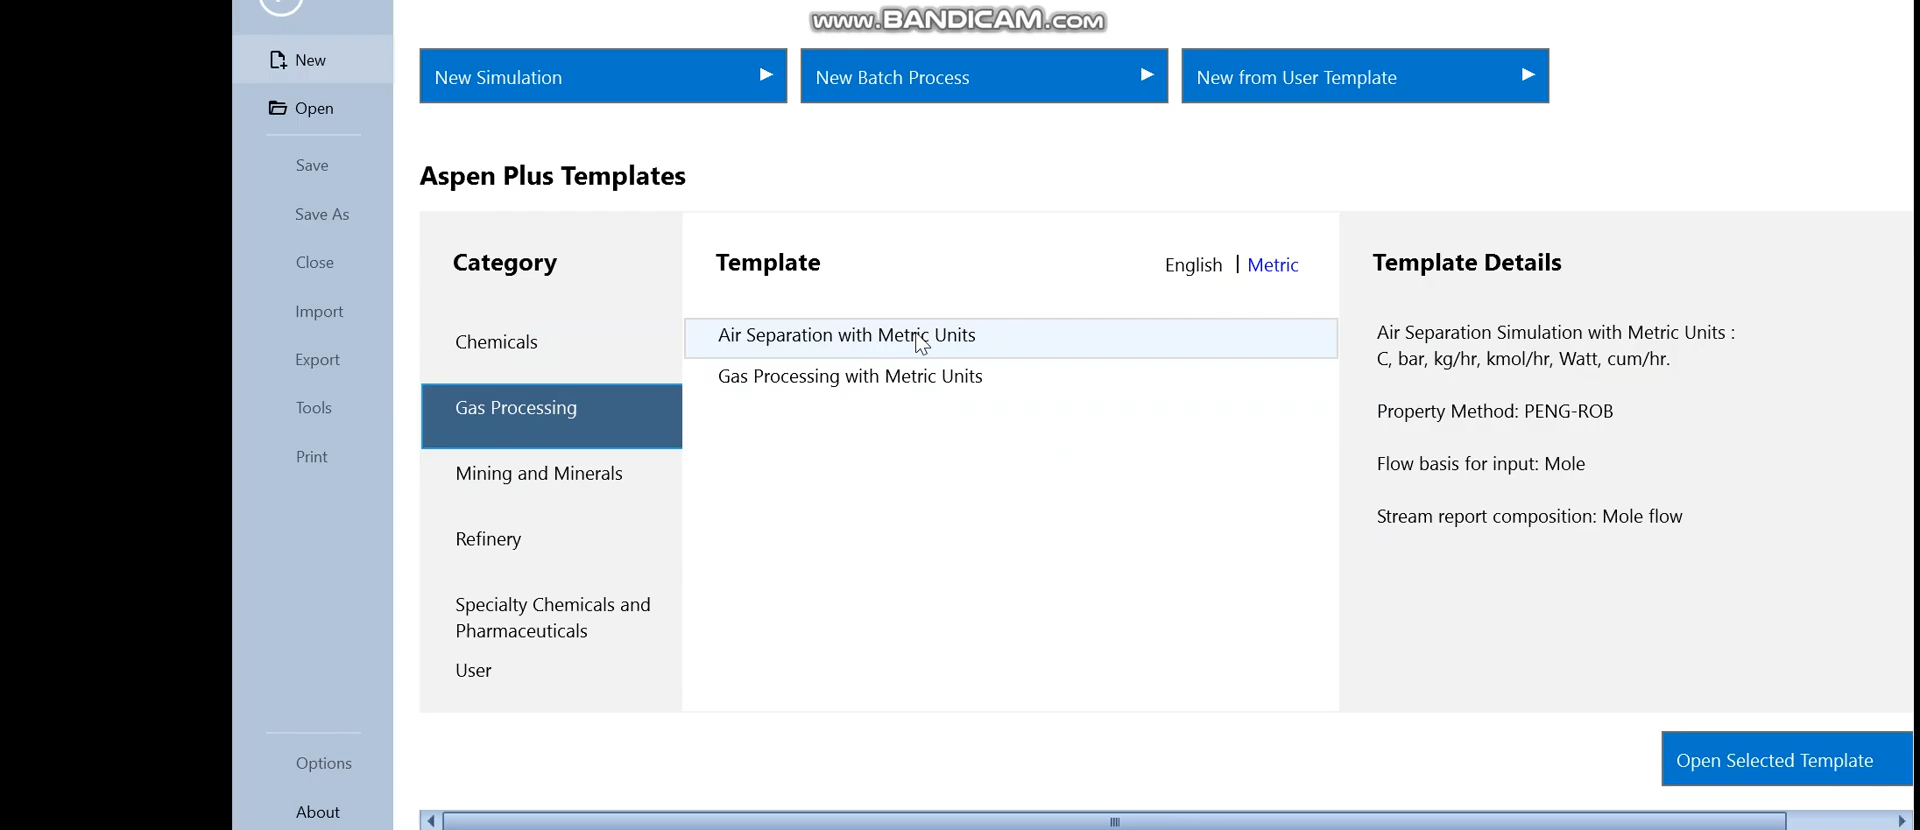 www.BANDICAM.com
New
Open
Save
Save As
Close
Import
Export
Tools
Print
Options
About
New Simulation
New Batch Process
New from User Template
Aspen Plus Templates
Category
Chemicals
Gas Processing
Mining and Minerals
Refinery
Specialty Chemicals and
Pharmaceuticals
User
Template
English | Metric
Air Separation with Metric Units
Gas Processing with Metric Units
Template Details
Air Separation Simulation with Metric Units :
C, bar, kg/hr, kmol/hr, Watt, cum/hr.
Property Method: PENG-ROB
Flow basis for input: Mole
Stream report composition: Mole flow
Open Selected Template